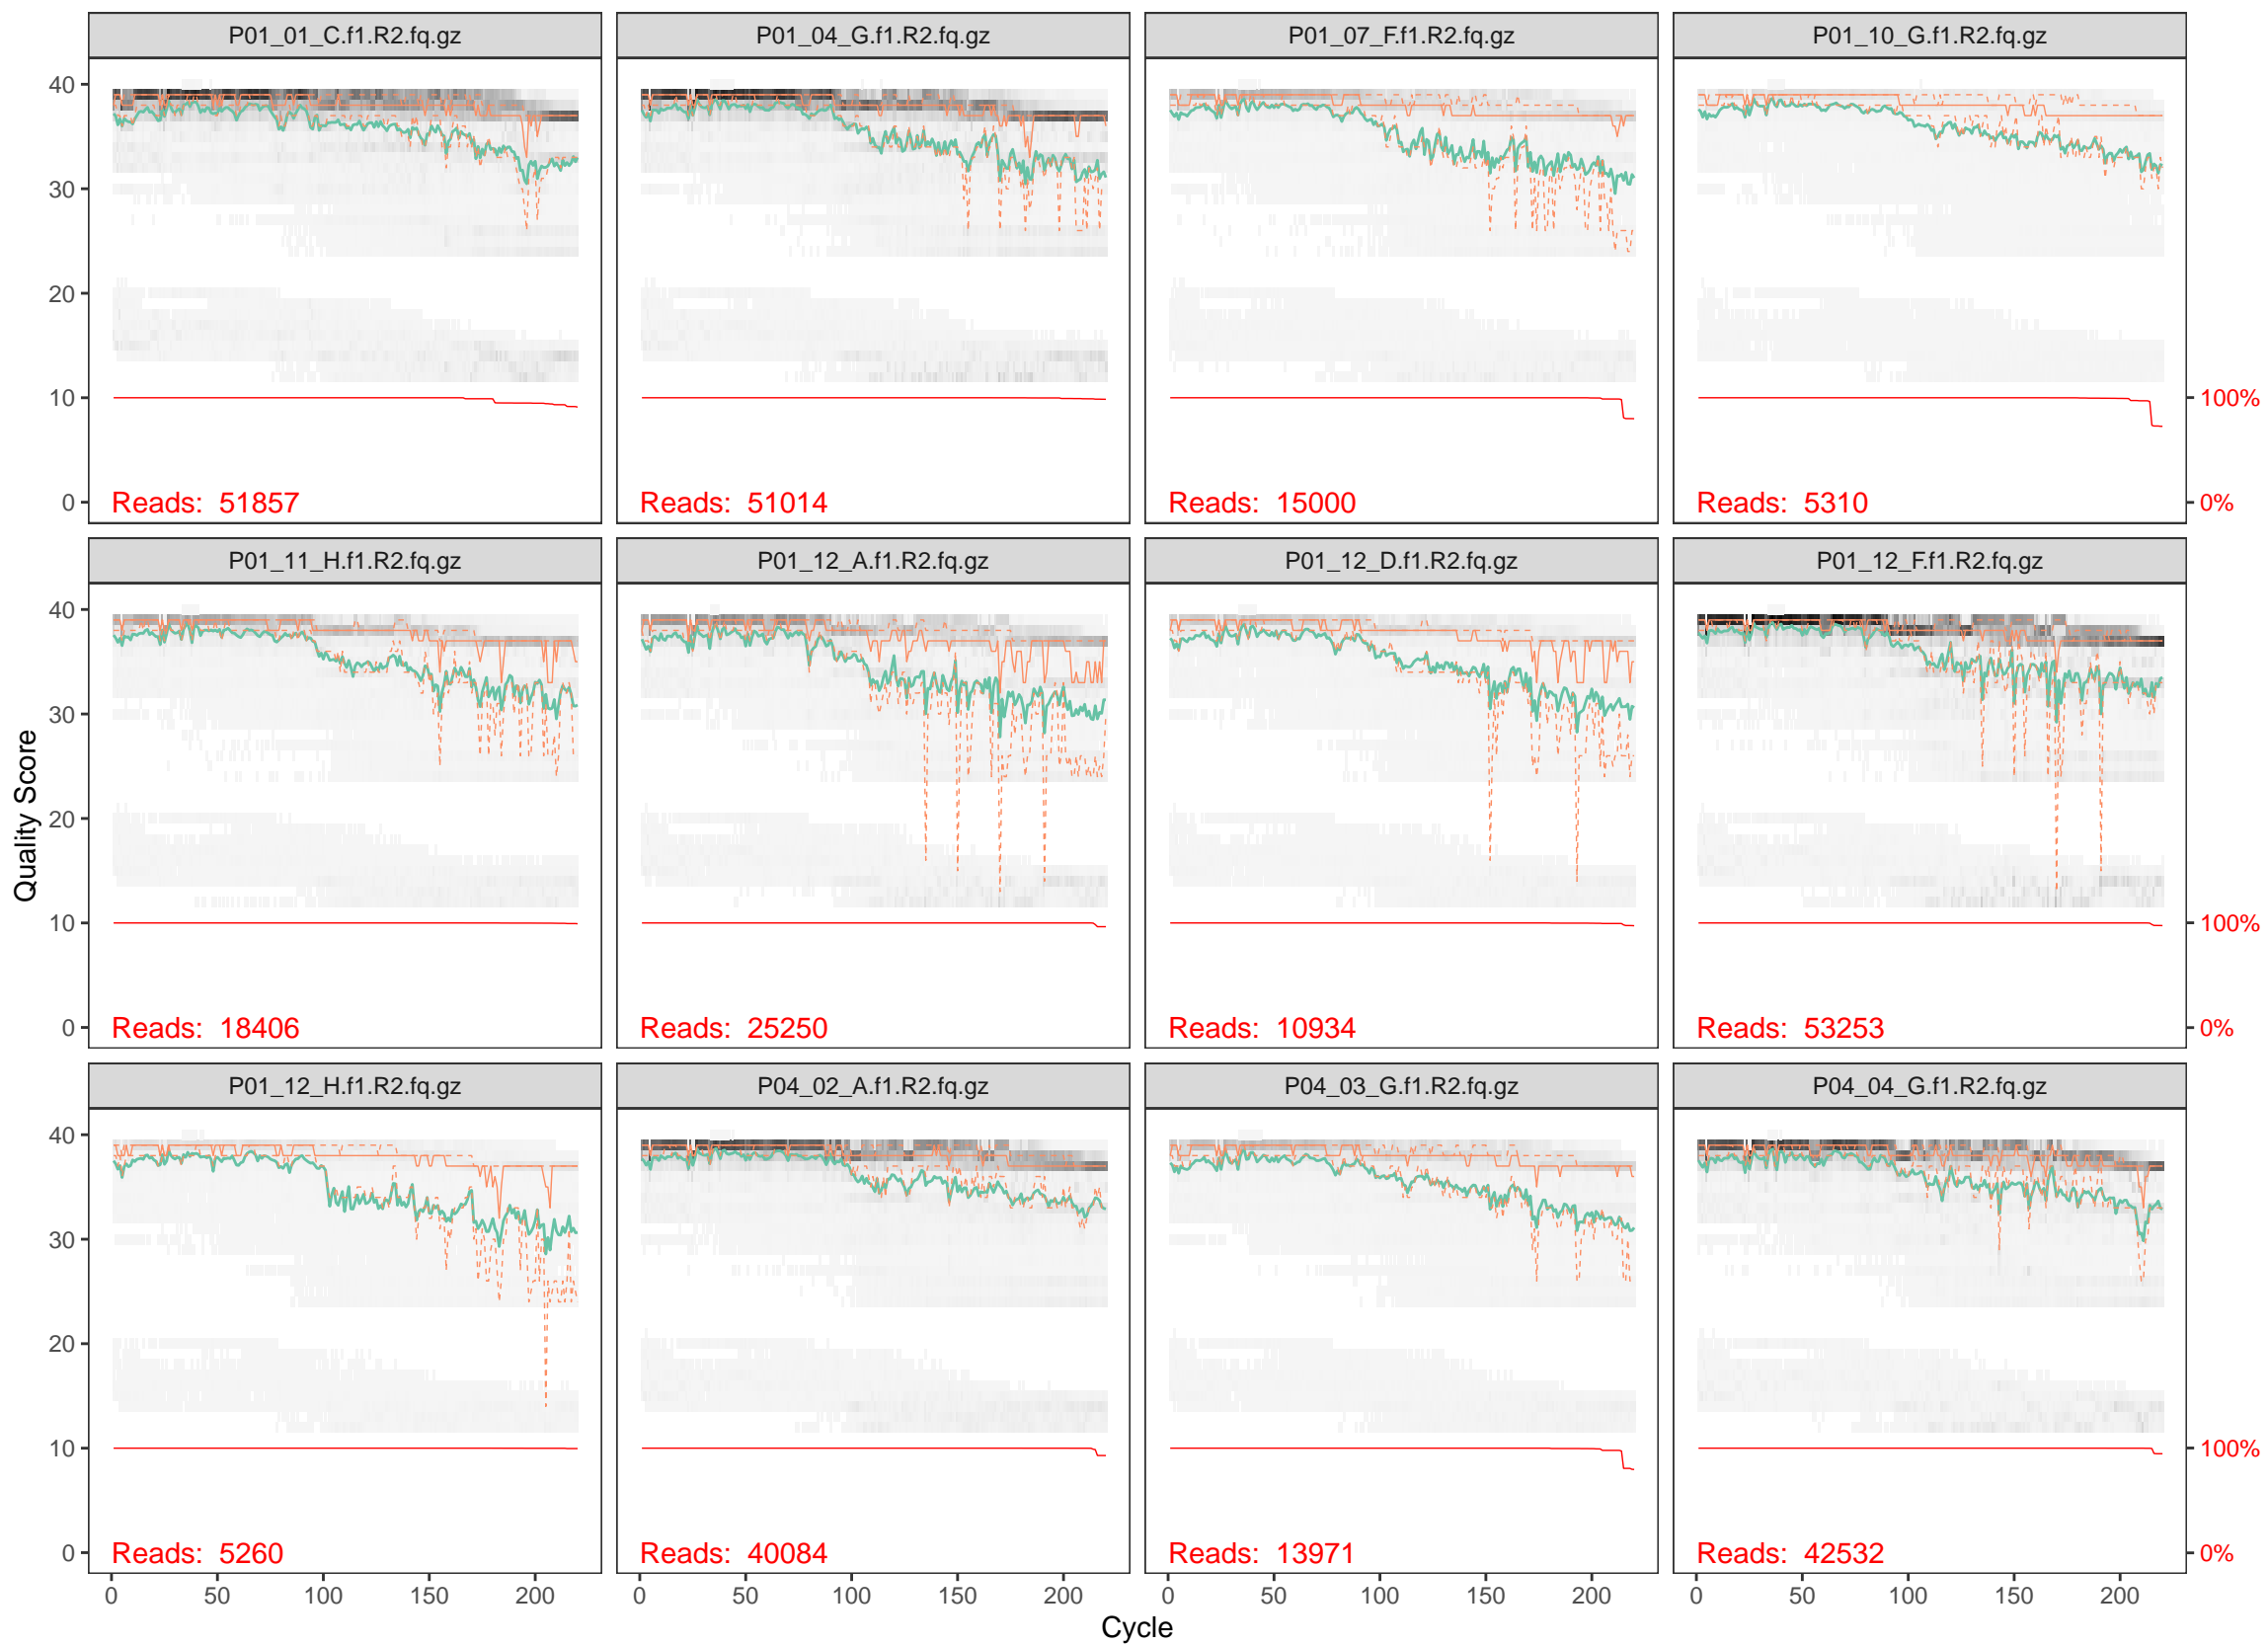 P01_01_C.f1.R2.fq.gz
P01_04_G.f1.R2.fq.gz
P01_07_F.f1.R2.fq.gz
P01_10_G.f1.R2.fq.gz
40
30
20
10
0
Reads: 51857
Reads: 51014
Reads: 15000
Reads: 5310
100%
0%
P01_11_H.f1.R2.fq.gz
P01_12_A.f1.R2.fq.gz
P01_12_D.f1.R2.fq.gz
P01_12_F.f1.R2.fq.gz
40
30
20
10
0
Quality Score
Reads: 18406
Reads: 25250
Reads: 10934
Reads: 53253
100%
0%
P01_12_H.f1.R2.fq.gz
P04_02_A.f1.R2.fq.gz
P04_03_G.f1.R2.fq.gz
P04_04_G.f1.R2.fq.gz
40
30
20
10
0
Reads: 5260
Reads: 40084
Reads: 13971
Reads: 42532
100%
0%
0 50 100 150 200
0 50 100 150 200
0 50 100 150 200
0 50 100 150 200
Cycle